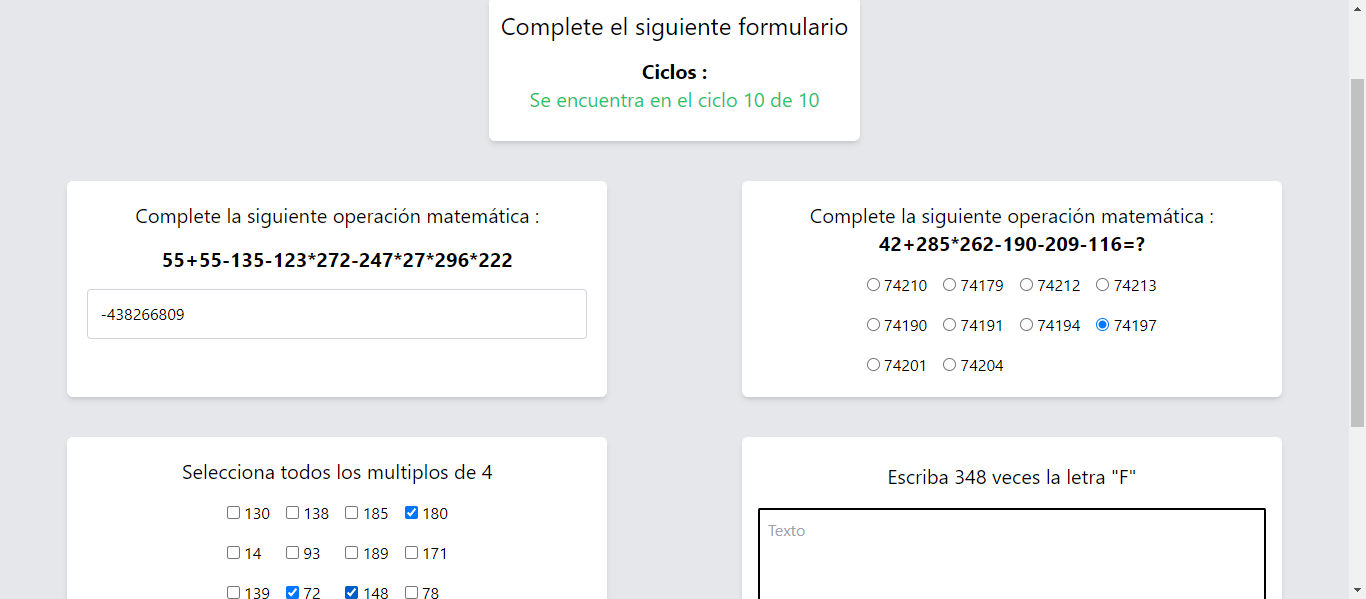 Complete el siguiente formulario
Ciclos :
Se encuentra en el ciclo 10 de 10
Complete la siguiente operación matemática :
55+55-135-123*272-247*27*296*222
-438266809
Complete la siguiente operación matemática :
42+285*262-190-209-116=?
74210 74179 74212 74213
74190 74191 74194 74197
74201 74204
Selecciona todos los multiplos de 4
130 138 185 180
14 93 189 171
139 72 148 78
Escriba 348 veces la letra "F"
Texto